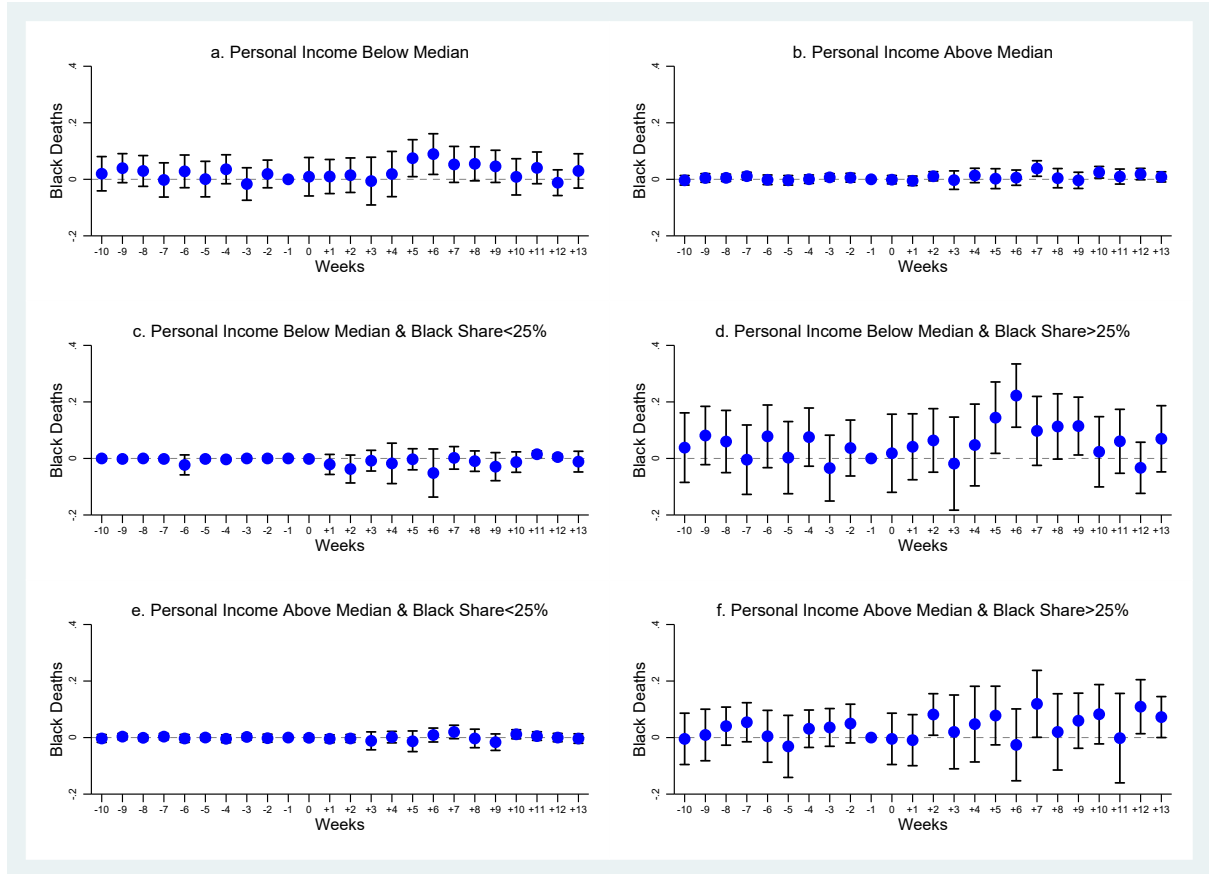 a. Personal Income Below Median
Black Deaths
.4
.2
0
-.2
-10 -9 -8 -7 -6 -5 -4 -3 -2 -1 0 +1 +2 +3 +4 +5 +6 +7 +8 +9 +10 +11 +12 +13
Weeks
b. Personal Income Above Median
Black Deaths
.4
.2
0
-.2
-10 -9 -8 -7 -6 -5 -4 -3 -2 -1 0 +1 +2 +3 +4 +5 +6 +7 +8 +9 +10 +11 +12 +13
Weeks
c. Personal Income Below Median & Black Share<25%
Black Deaths
.4
.2
0
-.2
-10 -9 -8 -7 -6 -5 -4 -3 -2 -1 0 +1 +2 +3 +4 +5 +6 +7 +8 +9 +10 +11 +12 +13
Weeks
d. Personal Income Below Median & Black Share>25%
Black Deaths
.4
.2
0
-.2
-10 -9 -8 -7 -6 -5 -4 -3 -2 -1 0 +1 +2 +3 +4 +5 +6 +7 +8 +9 +10 +11 +12 +13
Weeks
e. Personal Income Above Median & Black Share<25%
Black Deaths
.4
.2
0
-.2
-10 -9 -8 -7 -6 -5 -4 -3 -2 -1 0 +1 +2 +3 +4 +5 +6 +7 +8 +9 +10 +11 +12 +13
Weeks
f. Personal Income Above Median & Black Share>25%
Black Deaths
.4
.2
0
-.2
-10 -9 -8 -7 -6 -5 -4 -3 -2 -1 0 +1 +2 +3 +4 +5 +6 +7 +8 +9 +10 +11 +12 +13
Weeks